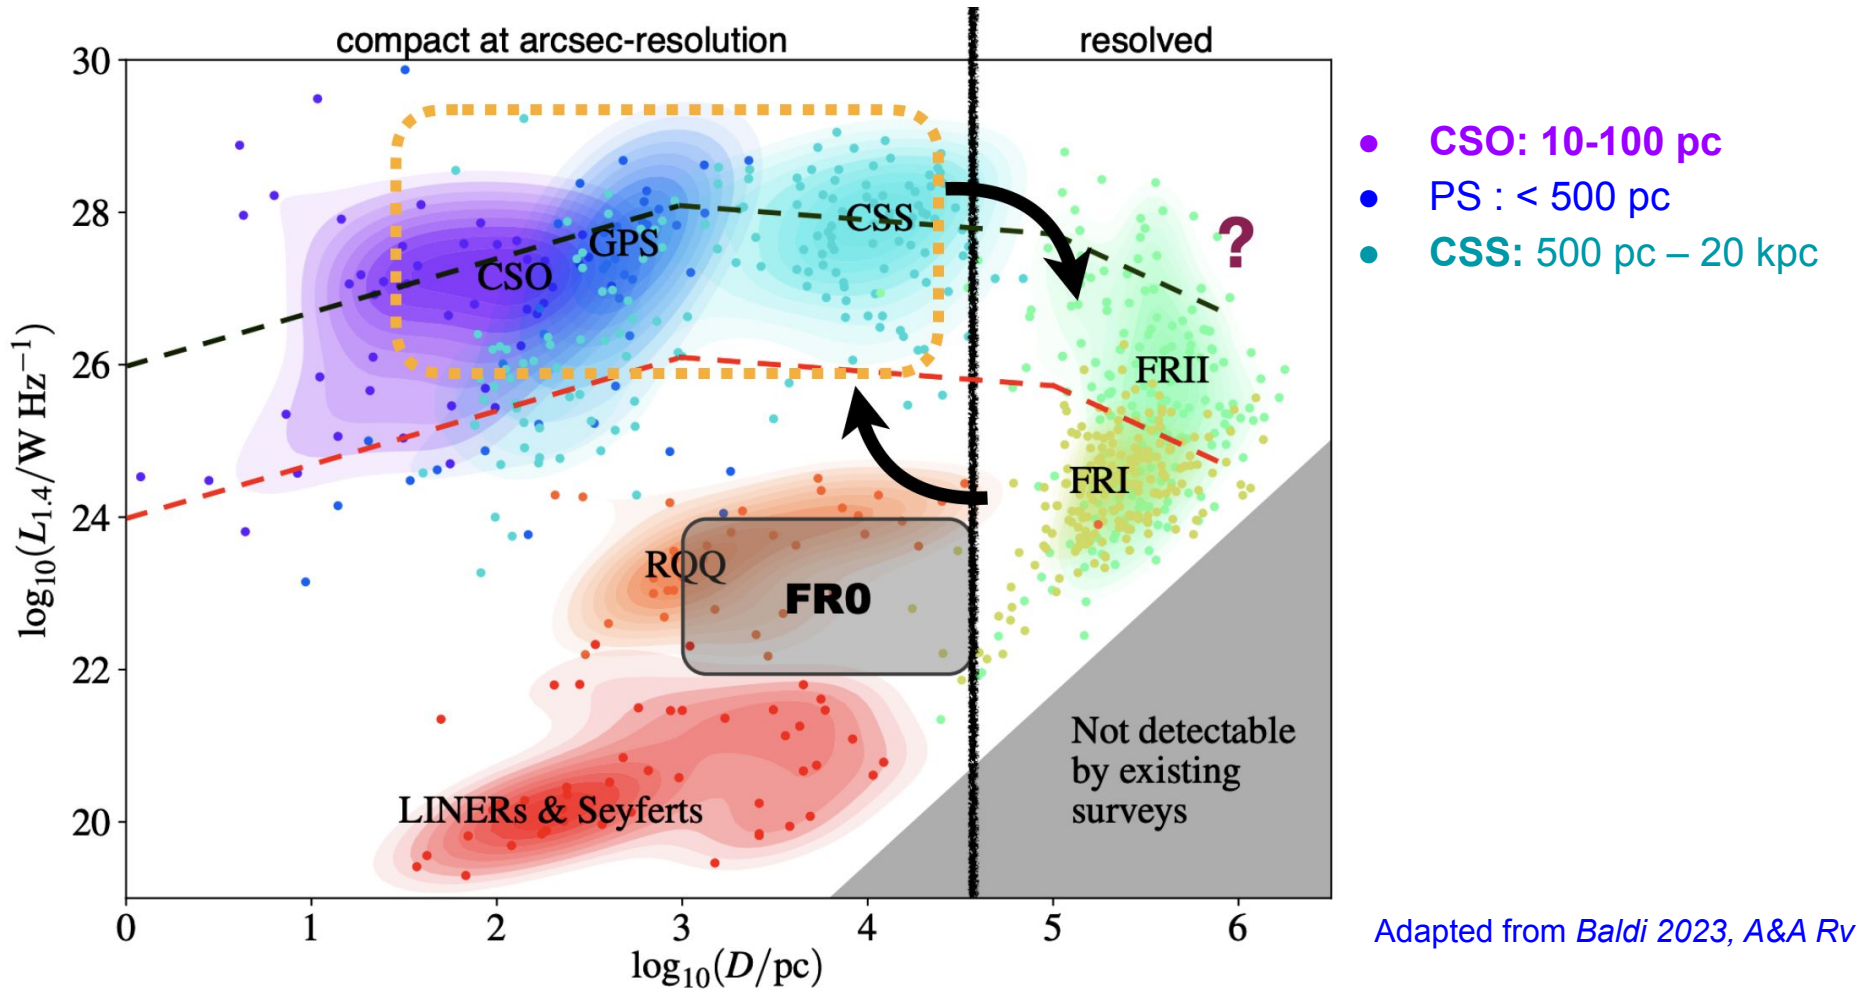 compact at arcsec-resolution
resolved
30
28
26
24
22
20
log₁₀(L₁.₄/W Hz⁻¹)
CSO
GPS
CSS
?
FRII
FRI
RQQ
FR0
LINERs & Seyferts
Not detectable
by existing
surveys
0 1 2 3 4 5 6
log₁₀(D/pc)
● CSO: 10-100 pc
● PS : < 500 pc
● CSS: 500 pc – 20 kpc
Adapted from Baldi 2023, A&A Rv